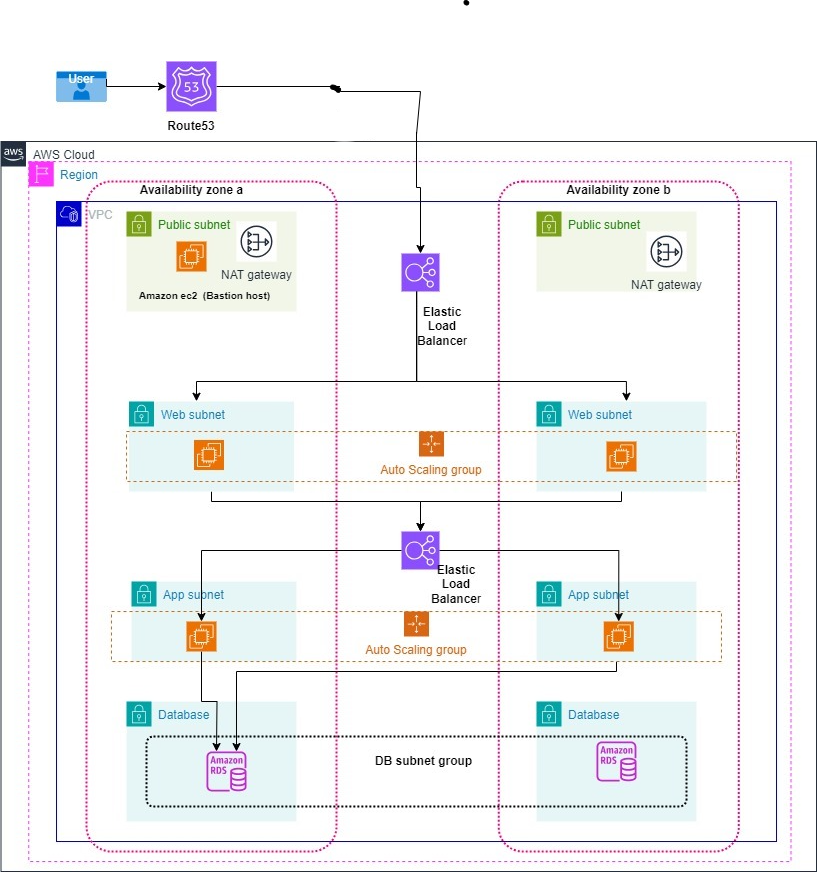 User
53
Route53
aws
AWS Cloud
Region
Availability zone a
Availability zone b
VPC
Public subnet
Public subnet
NAT gateway
NAT gateway
Amazon ec2 (Bastion host)
Elastic
Load
Balancer
Web subnet
Web subnet
Auto Scaling group
Elastic
Load
Balancer
App subnet
App subnet
Auto Scaling group
Database
Database
Amazon
RDS
DB subnet group
Amazon
RDS